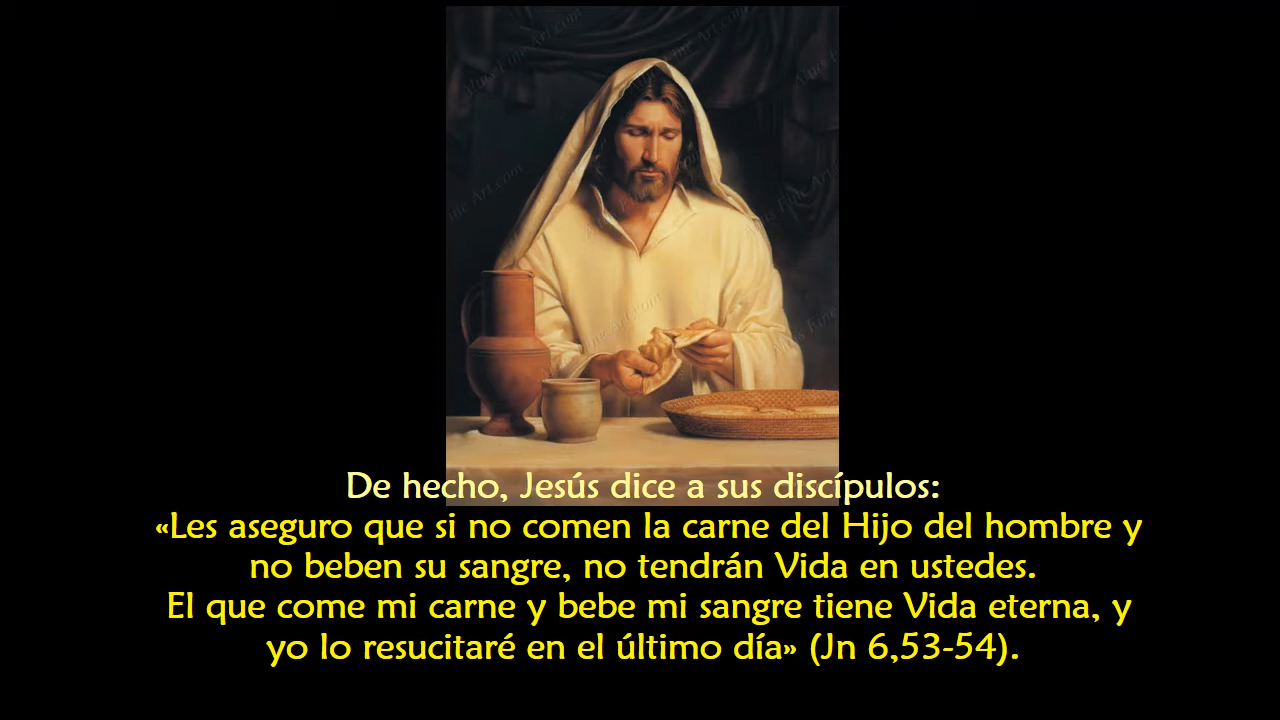 De hecho, Jesús dice a sus discípulos:
«Les aseguro que si no comen la carne del Hijo del hombre y
no beben su sangre, no tendrán Vida en ustedes.
El que come mi carne y bebe mi sangre tiene Vida eterna, y
yo lo resucitaré en el último día» (Jn 6,53-54).